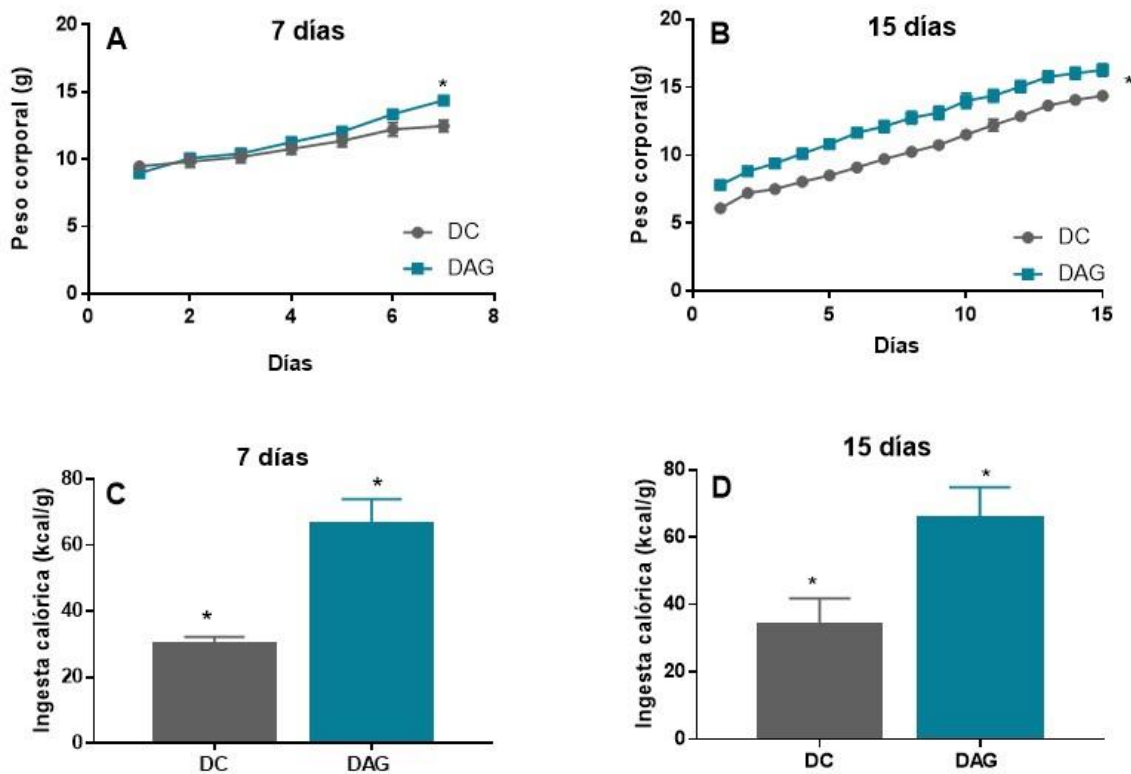 A
7 días
Peso corporal (g)
20
15
10
5
0
*
DC
DAG
0 2 4 6 8
Días
B
15 días
Peso corporal(g)
20
15
10
5
0
*
DC
DAG
0 5 10 15
Días
C
7 días
Ingesta calórica (kcal/g)
80
60
40
20
0
*
*
DC DAG
D
15 días
Ingesta calórica (kcal/g)
80
60
40
20
0
*
*
DC DAG